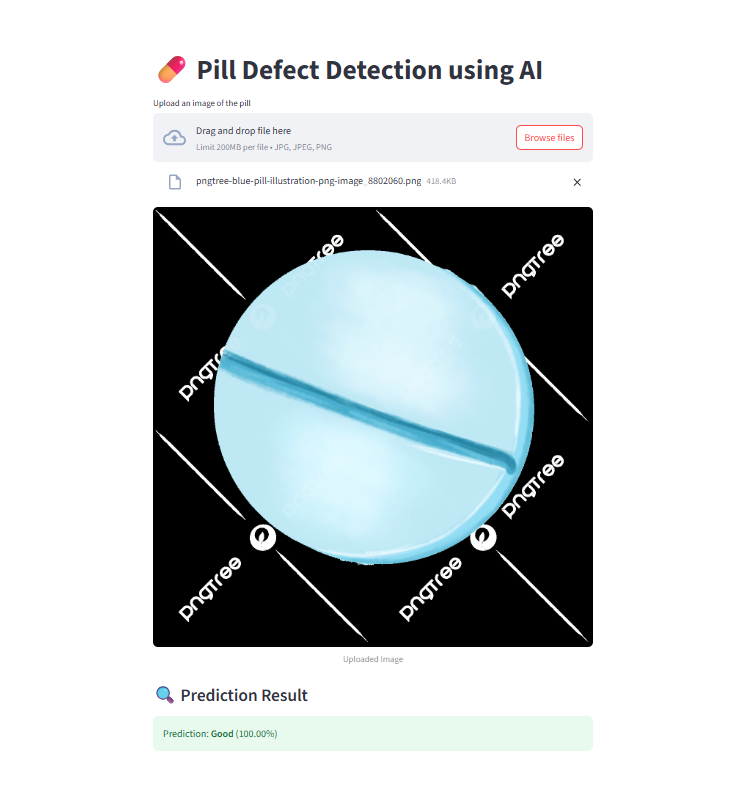 Pill Defect Detection using AI
Upload an image of the pill
Drag and drop file here
Limit 200MB per file • JPG, JPEG, PNG
Browse files
pngtree-blue-pill-illustration-png-image_8802060.png 418.4KB
pngtree
pngtree
pngtree
pngtree
pngtree
pngtree
Uploaded Image
Prediction Result
Prediction: Good (100.00%)